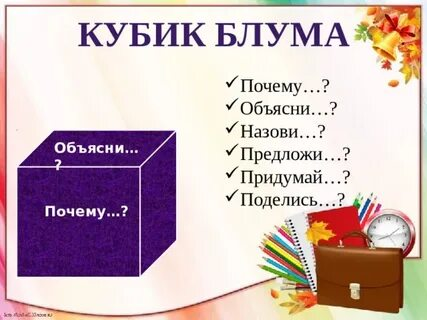 КУБИК БЛУМА
Почему…?
Объясни…?
Назови…?
Предложи…?
Придумай…?
Поделись…?
Объясни…
?
Почему…?